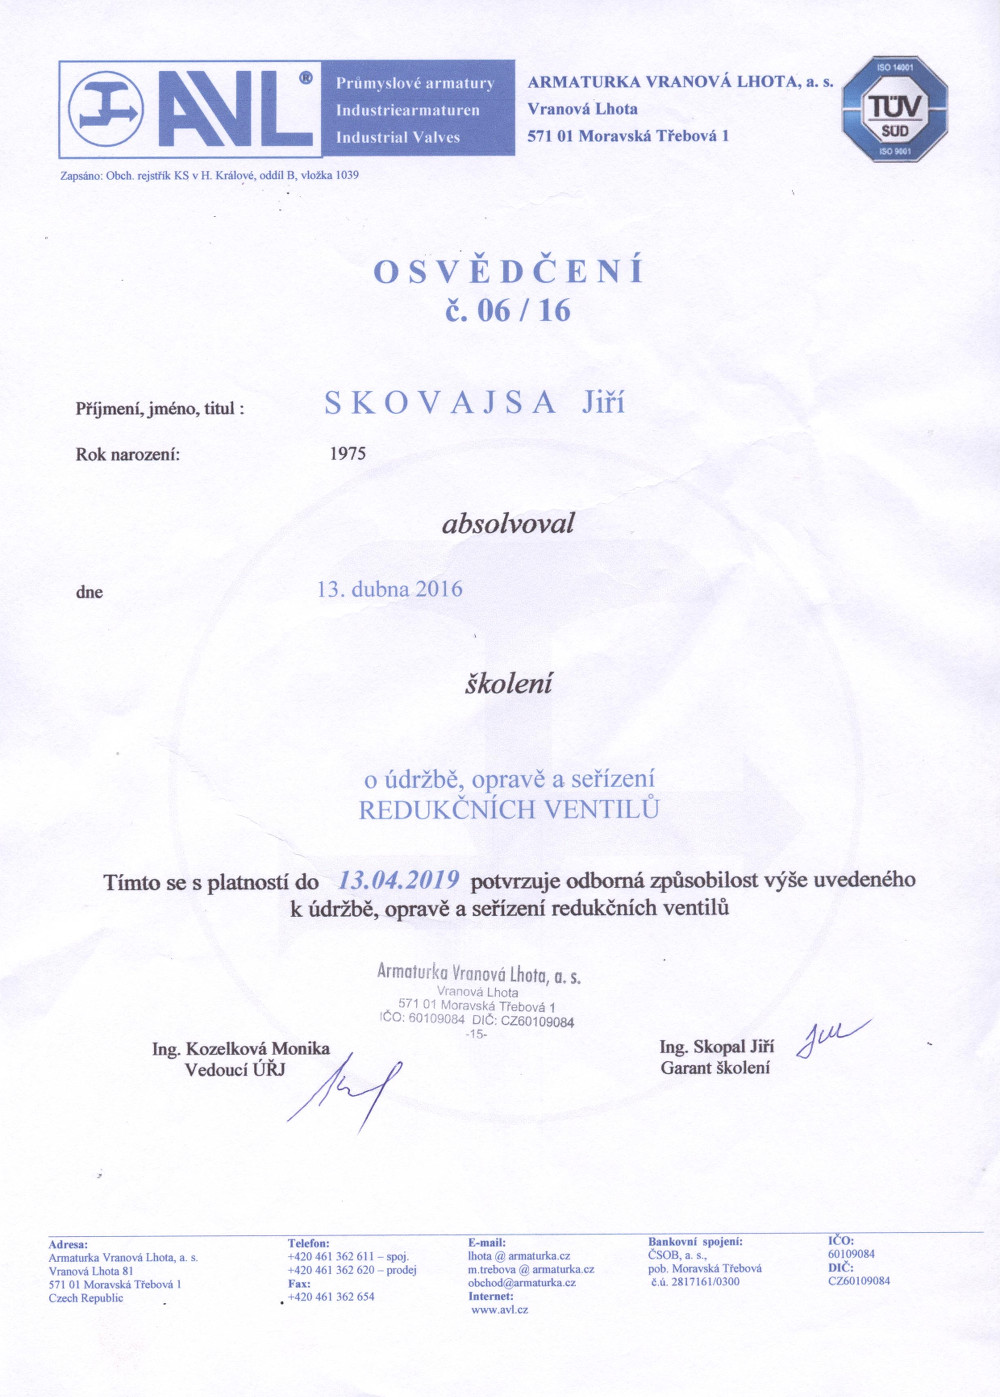 AVL®
Průmyslové armatury
Industriearmaturen
Industrial Valves
ARMATURKA VRANOVÁ LHOTA, a. s.
Vranová Lhota
571 01 Moravská Třebová 1
ISO 14001
TÜV
SÜD
ISO 9001
Zapsáno: Obch. rejstřík KS v H. Králové, oddíl B, vložka 1039
OSVĚDČENÍ
č. 06 / 16
Příjmení, jméno, titul : SKOVAJSA Jiří
Rok narození: 1975
absolvoval
dne 13. dubna 2016
školení
o údržbě, opravě a seřízení
REDUKČNÍCH VENTILŮ
Tímto se s platností do 13.04.2019 potvrzuje odborná způsobilost výše uvedeného
k údržbě, opravě a seřízení redukčních ventilů
Armaturka Vranová Lhota, a. s.
Vranová Lhota
571 01 Moravská Třebová 1
IČO: 60109084 DIČ: CZ60109084
-15-
Ing. Kozelková Monika
Vedoucí ÚŘJ
Ing. Skopal Jiří
Garant školení
Adresa:
Armaturka Vranová Lhota, a. s.
Vranová Lhota 81
571 01 Moravská Třebová 1
Czech Republic
Telefon:
+420 461 362 611 – spoj.
+420 461 362 620 – prodej
Fax:
+420 461 362 654
E-mail:
lhota @ armaturka.cz
m.trebova @ armaturka.cz
obchod@armaturka.cz
Internet:
www.avl.cz
Bankovní spojení:
ČSOB, a. s.,
pob. Moravská Třebová
č.ú. 2817161/0300
IČO:
60109084
DIČ:
CZ60109084